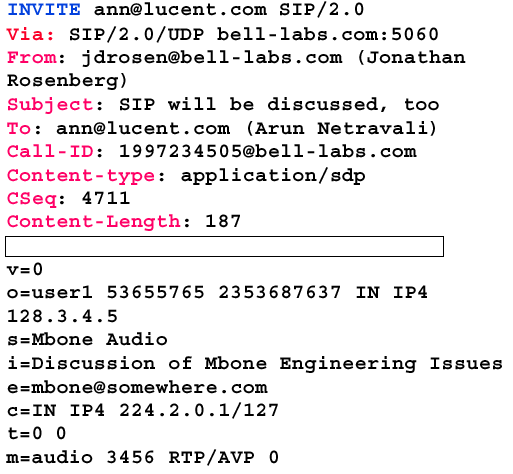 INVITE ann@lucent.com SIP/2.0
Via: SIP/2.0/UDP bell-labs.com:5060
From: jdrosen@bell-labs.com (Jonathan
Rosenberg)
Subject: SIP will be discussed, too
To: ann@lucent.com (Arun Netravali)
Call-ID: 1997234505@bell-labs.com
Content-type: application/sdp
CSeq: 4711
Content-Length: 187
v=0
o=user1 53655765 2353687637 IN IP4
128.3.4.5
s=Mbone Audio
i=Discussion of Mbone Engineering Issues
e=mbone@somewhere.com
c=IN IP4 224.2.0.1/127
t=0 0
m=audio 3456 RTP/AVP 0